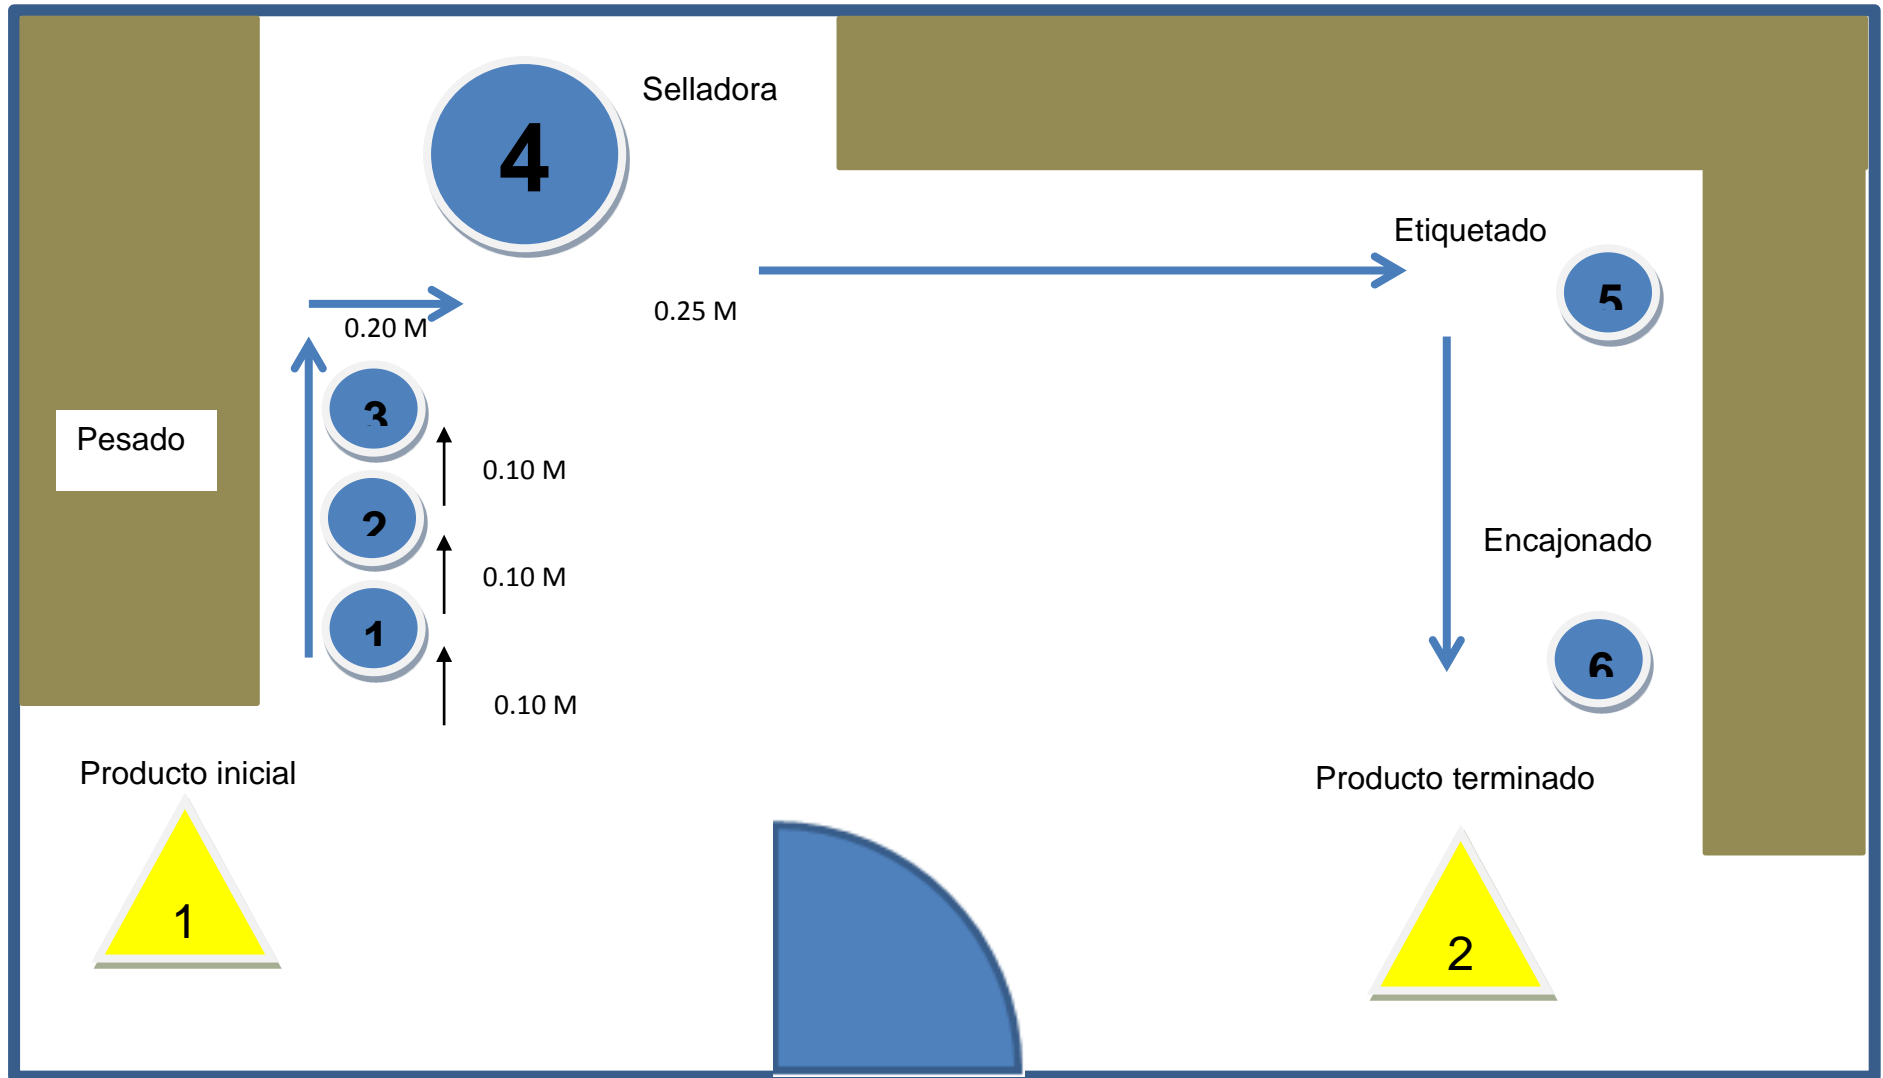 Selladora
4
Etiquetado
5
0.20 M
0.25 M
3
Pesado
0.10 M
2
0.10 M
Encajonado
1
6
0.10 M
Producto inicial
Producto terminado
1
2